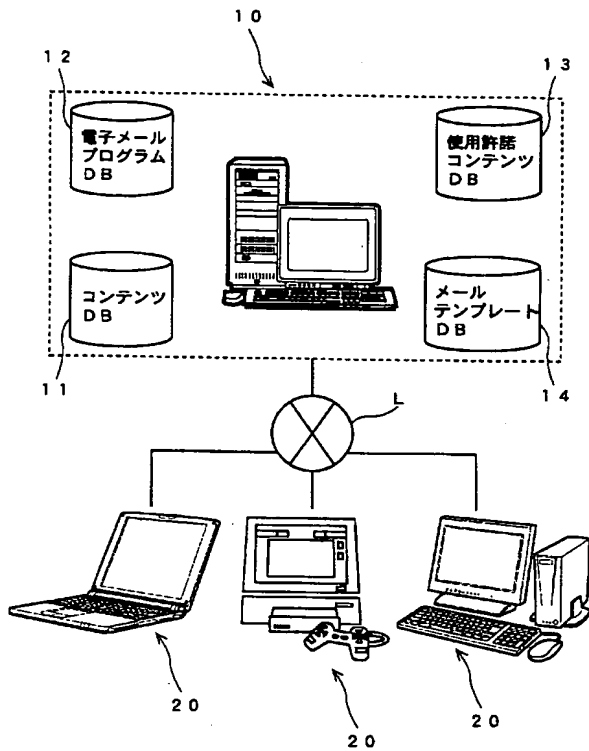 １０
１２
１３
電子メール
プログラム
ＤＢ
使用許諾
コンテンツ
ＤＢ
コンテンツ
ＤＢ
メール
テンプレート
ＤＢ
１１
１４
Ｌ
２０
２０
２０